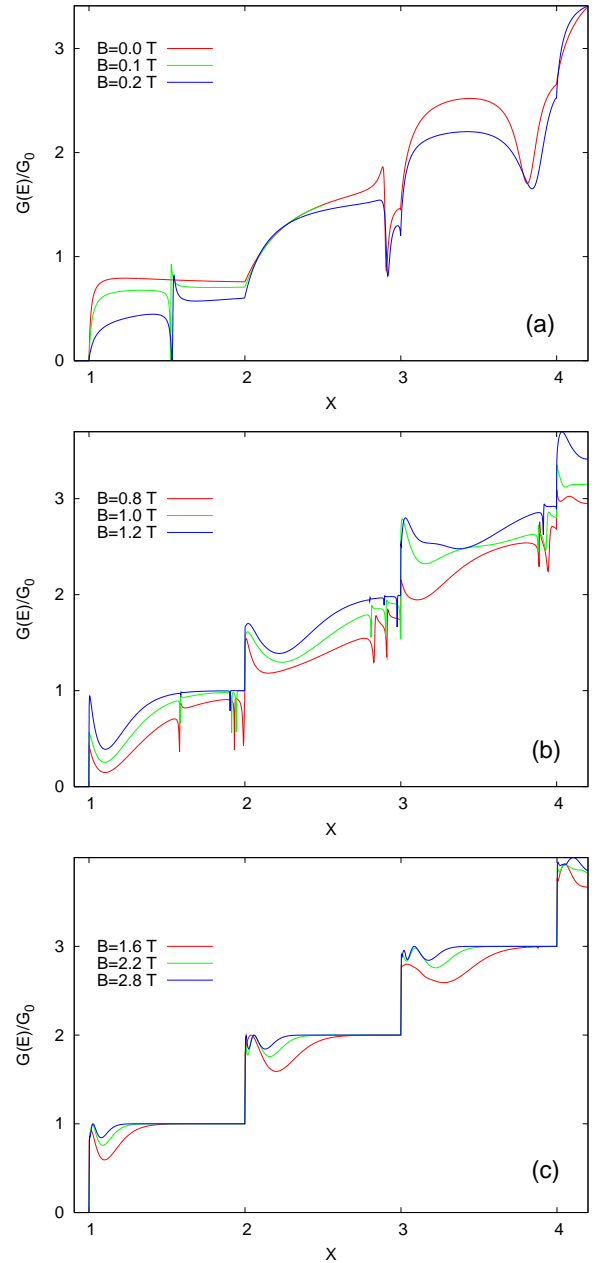 3
2
1
0
G(E)/G0
B=0.0 T
B=0.1 T
B=0.2 T
(a)
1 2 3 4
X
3
2
1
0
G(E)/G0
B=0.8 T
B=1.0 T
B=1.2 T
(b)
1 2 3 4
X
3
2
1
0
G(E)/G0
B=1.6 T
B=2.2 T
B=2.8 T
(c)
1 2 3 4
X